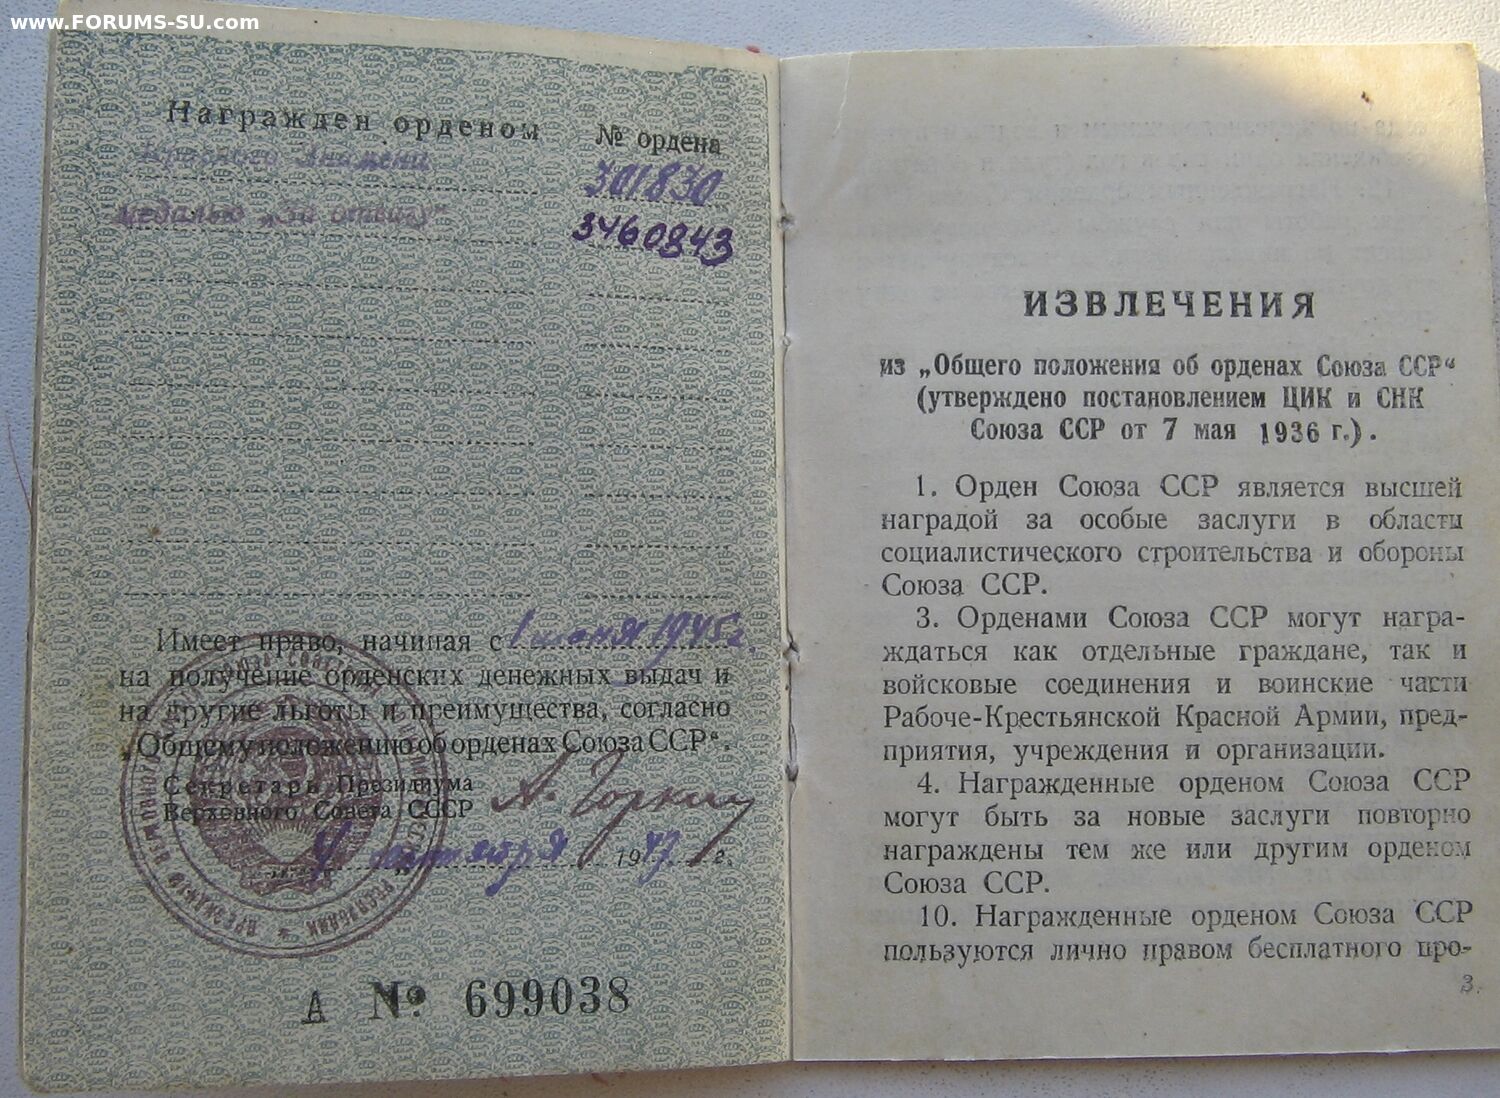 www.FORUMS-SU.com
Награжден орденом № ордена
Красного Знамени 301830
медалью „За отвагу“ 3460843
Имеет право, начиная с 1 июня 1945 г.
на получение орденских денежных выдач и
на другие льготы и преимущества, согласно
„Общему положению об орденах Союза ССР“.
Секретарь Президиума
Верховного Совета СССР А. Горкин
сентября 1947 г.
А № 699038
ИЗВЛЕЧЕНИЯ
из „Общего положения об орденах Союза ССР“
(утверждено постановлением ЦИК и СНК
Союза ССР от 7 мая 1936 г.).
1. Орден Союза ССР является высшей
наградой за особые заслуги в области
социалистического строительства и обороны
Союза ССР.
3. Орденами Союза ССР могут награ-
ждаться как отдельные граждане, так и
войсковые соединения и воинские части
Рабоче-Крестьянской Красной Армии, пред-
приятия, учреждения и организации.
4. Награжденные орденом Союза ССР
могут быть за новые заслуги повторно
награждены тем же или другим орденом
Союза ССР.
10. Награжденные орденом Союза ССР
пользуются лично правом бесплатного про-
3.